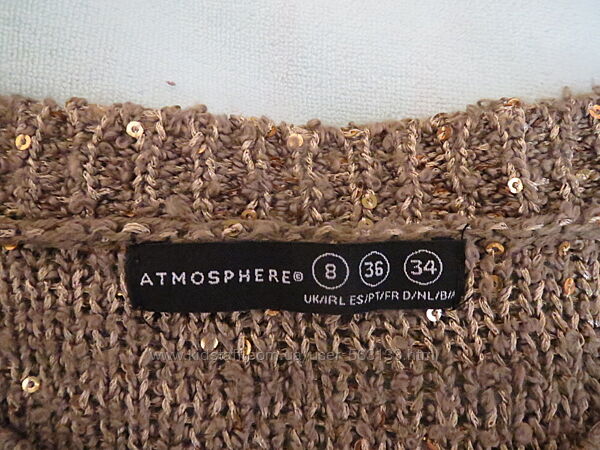 ATMOSPHERE® 8 36 34
UK/IRL ES/PT/FR D/NL/B/A